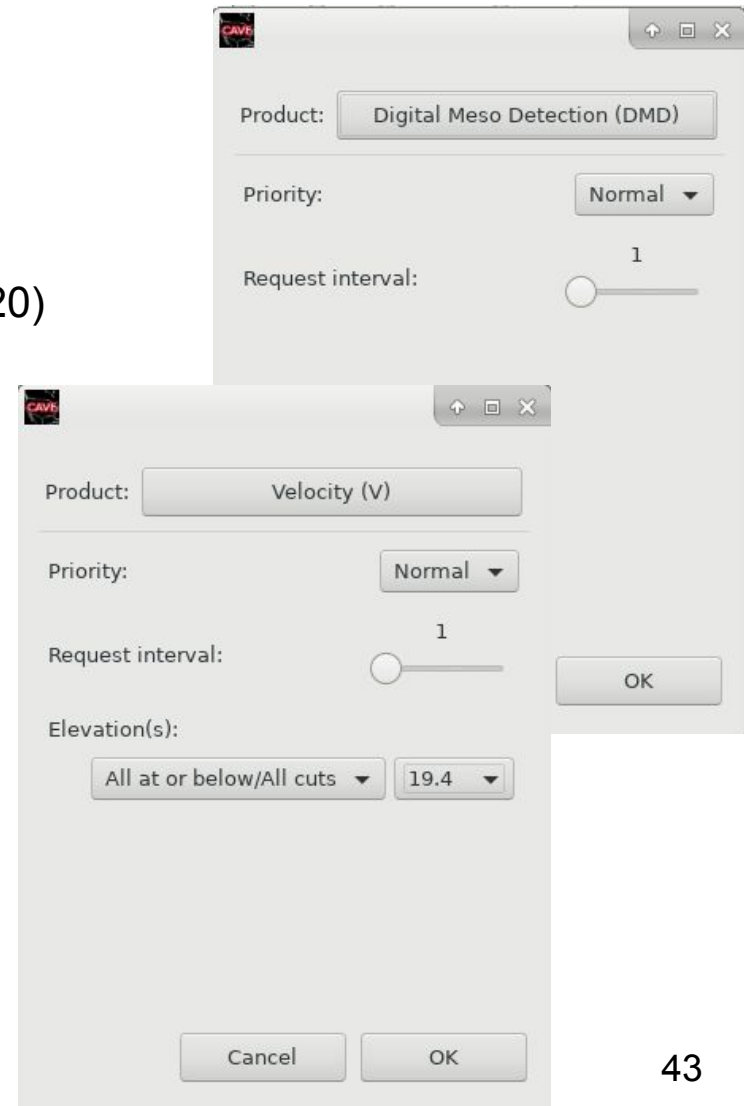 CAVE
Product: Digital Meso Detection (DMD)
Priority: Normal
1
Request interval:
20)
CAVE
Product: Velocity (V)
Priority: Normal
1
Request interval:
OK
Elevation(s):
All at or below/All cuts 19.4
Cancel OK
43